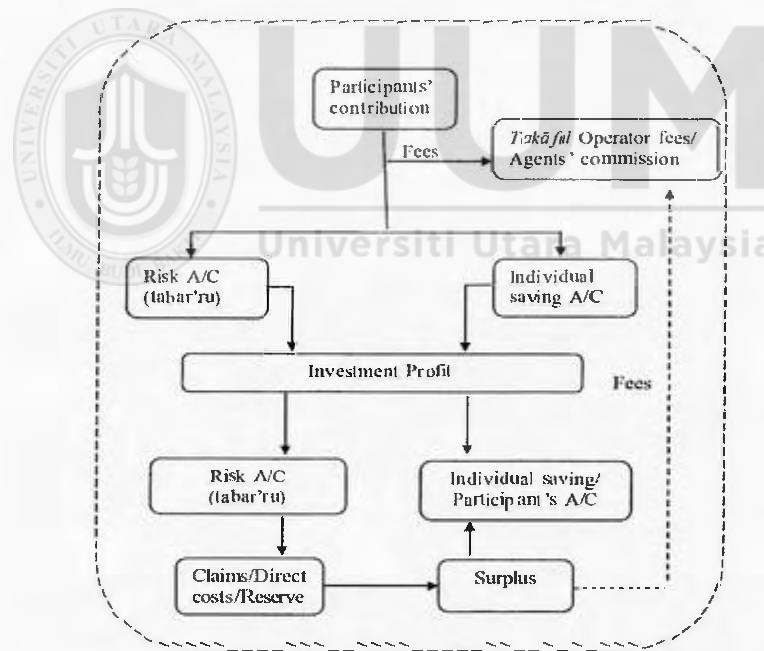 UNIVERSITI UTARA MALAYSIA
UUM
Universiti Utara Malaysia
Participants'
contribution
Fees
Takāful Operator fees/
Agents' commission
Risk A/C
(tabar'ru)
Individual
saving A/C
Investment Profit
Fees
Risk A/C
(tabar'ru)
Individual saving/
Participant's A/C
Claims/Direct
costs/Reserve
Surplus